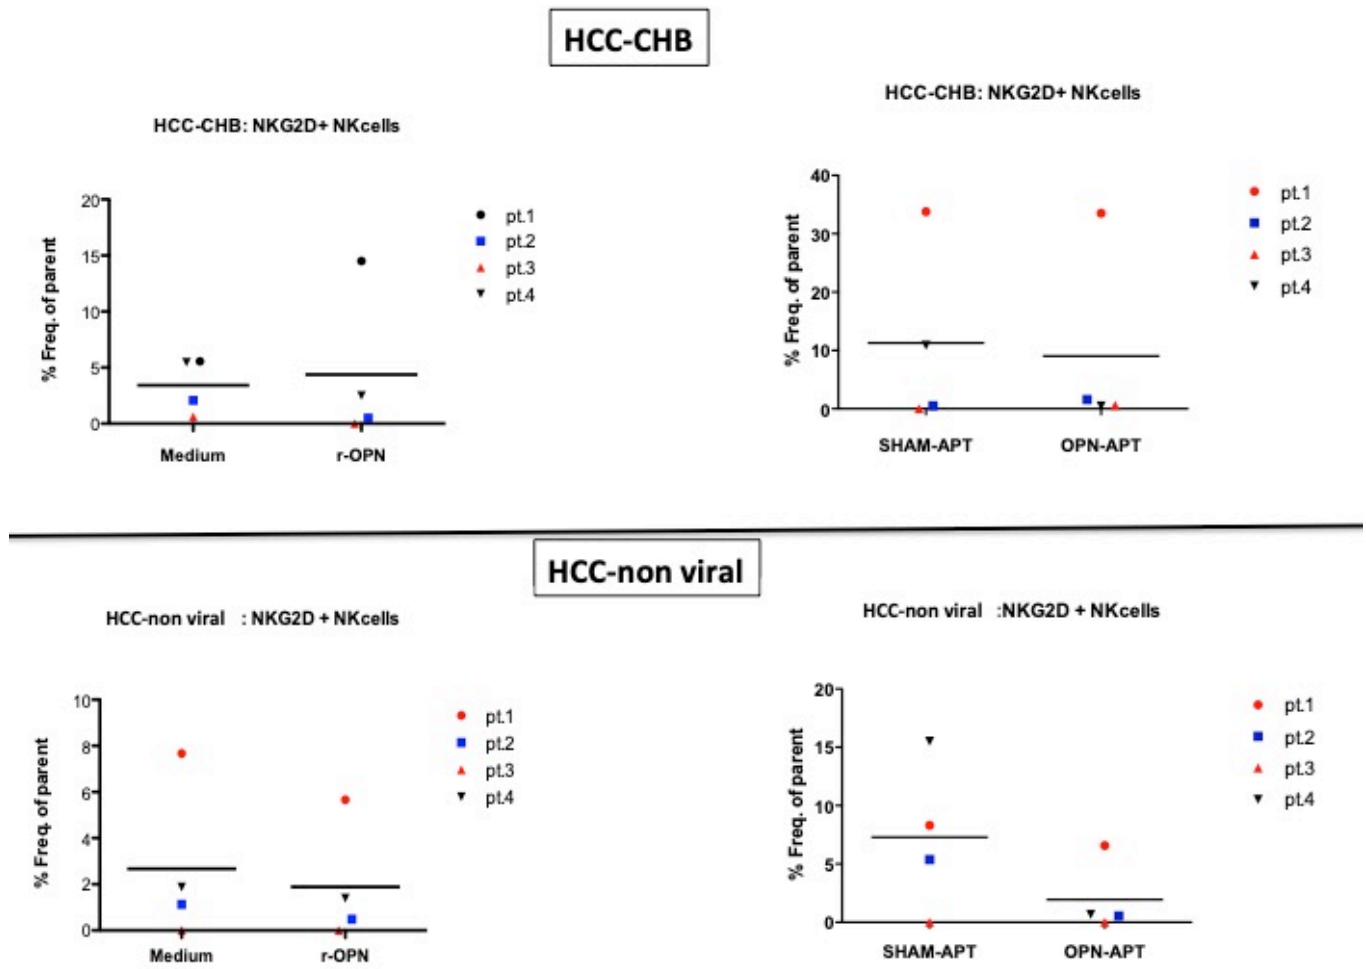 HCC-CHB
HCC-CHB: NKG2D+ NKcells
% Freq. of parent
20
15
10
5
0
Medium
r-OPN
pt.1
pt.2
pt.3
pt.4
HCC-CHB: NKG2D+ NKcells
% Freq. of parent
40
30
20
10
0
SHAM-APT
OPN-APT
pt.1
pt.2
pt.3
pt.4
HCC-non viral
HCC-non viral : NKG2D + NKcells
% Freq. of parent
10
8
6
4
2
0
Medium
r-OPN
pt.1
pt.2
pt.3
pt.4
HCC-non viral :NKG2D + NKcells
% Freq. of parent
20
15
10
5
0
SHAM-APT
OPN-APT
pt.1
pt.2
pt.3
pt.4